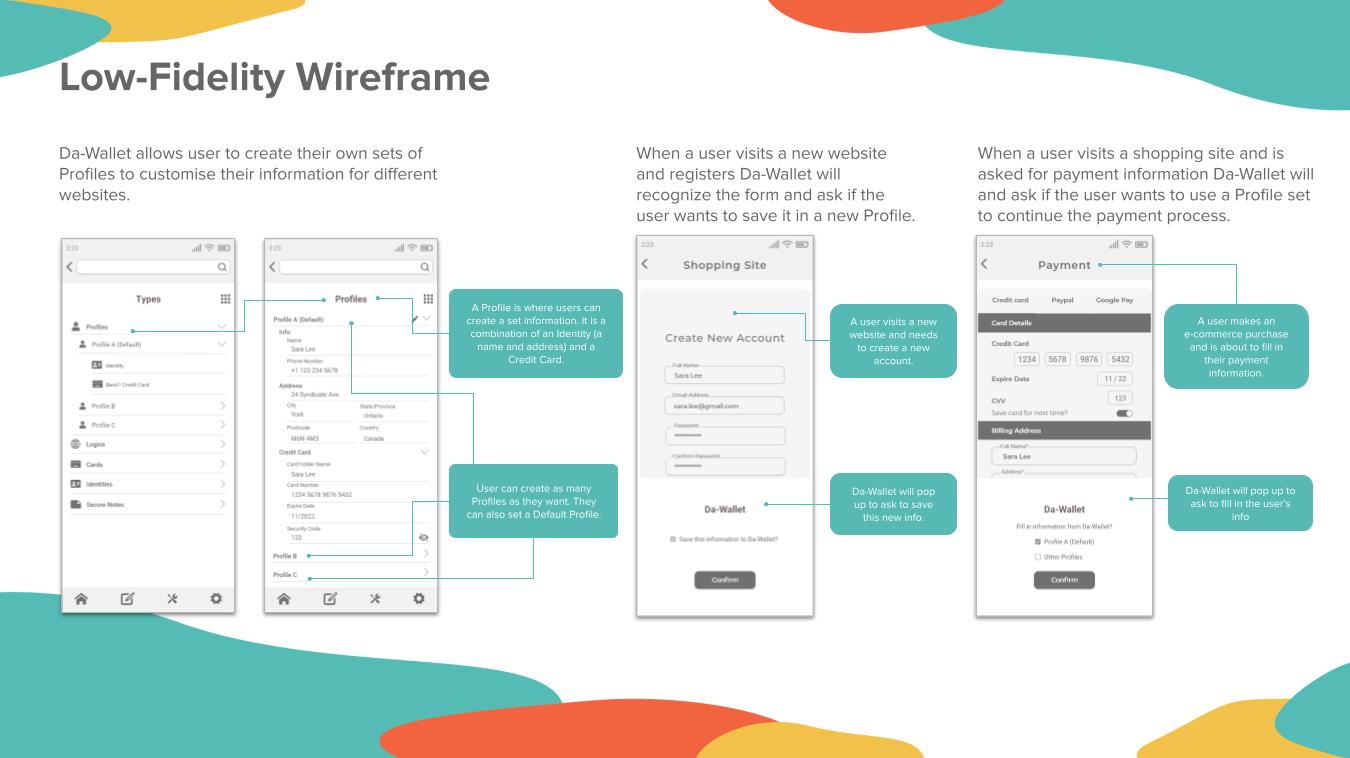 Low-Fidelity Wireframe
Da-Wallet allows user to create their own sets of
Profiles to customise their information for different
websites.
2:23
Types
Profiles
Profile A (Default)
Identity
Bank1 Credit Card
Profile B
Profile C
Logins
Cards
Identities
Secure Notes
2:23
Profiles
Profile A (Default)
Info
Name
Sara Lee
Phone Number
+1 123 234 5678
Address
24 Syndicate Ave.
City State/Province
York Ontario
Postcode Country
M6N 4M3 Canada
Credit Card
Card holder Name
Sara Lee
Card Number
1234 5678 9876 5432
Expire Date
11/2022
Security Code
123
Profile B
Profile C
A Profile is where users can
create a set information. It is a
combination of an Identity (a
name and address) and a
Credit Card.
User can create as many
Profiles as they want. They
can also set a Default Profile.
When a user visits a new website
and registers Da-Wallet will
recognize the form and ask if the
user wants to save it in a new Profile.
2:23
Shopping Site
Create New Account
Full Name
Sara Lee
Email Address
sara.lee@gmail.com
Password
**********
Confirm Password
**********
Da-Wallet
Save this information to Da-Wallet?
Confirm
A user visits a new
website and needs
to create a new
account.
Da-Wallet will pop
up to ask to save
this new info.
When a user visits a shopping site and is
asked for payment information Da-Wallet will
and ask if the user wants to use a Profile set
to continue the payment process.
2:23
Payment
Credit card Paypal Google Pay
Card Details
Credit Card
1234 5678 9876 5432
Expire Date 11 / 22
CVV 123
Save card for next time?
Billing Address
Full Name*
Sara Lee
Address*
Da-Wallet
Fill in information from Da-Wallet?
Profile A (Default)
Other Profiles
Confirm
A user makes an
e-commerce purchase
and is about to fill in
their payment
information.
Da-Wallet will pop up to
ask to fill in the user's
info